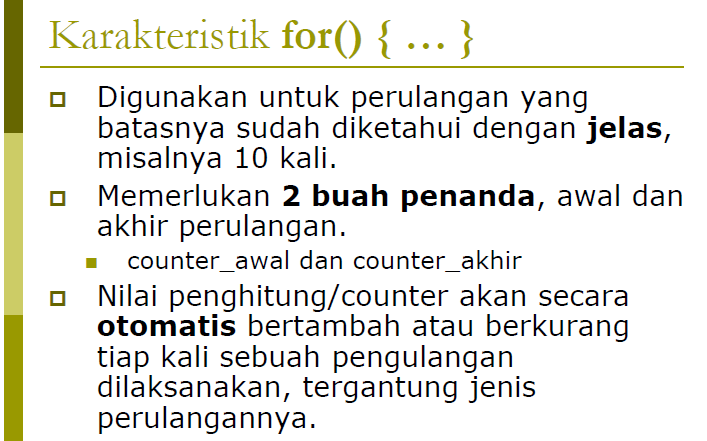 Karakteristik for() { … }
Digunakan untuk perulangan yang
batasnya sudah diketahui dengan jelas,
misalnya 10 kali.
Memerlukan 2 buah penanda, awal dan
akhir perulangan.
counter_awal dan counter_akhir
Nilai penghitung/counter akan secara
otomatis bertambah atau berkurang
tiap kali sebuah pengulangan
dilaksanakan, tergantung jenis
perulangannya.